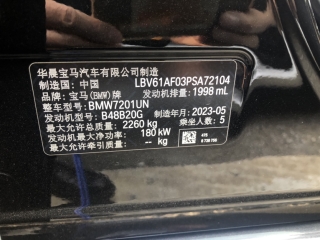 华晨宝马汽车有限公司制造
制造国：中国 LBV61AF03PSA72104
品牌：宝马(BMW)牌 发动机排量：1998 mL
整车型号：BMW7201UN
发动机型号：B48B20G 制造年月：2023-05
最大允许总质量：2260 kg 乘坐人数：5
发动机最大净功率：180 kW
最大允许牵引质量：-- kg